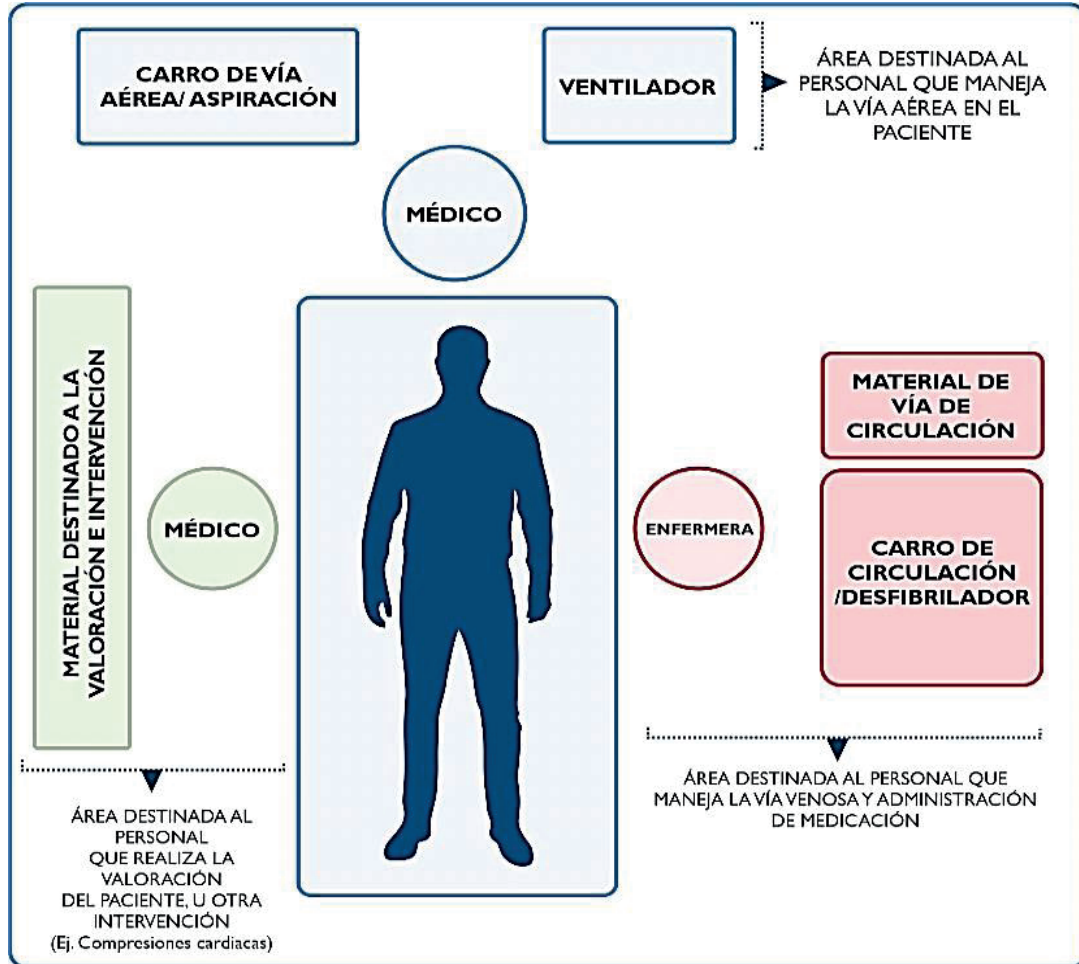 CARRO DE VÍA
AÉREA/ ASPIRACIÓN
VENTILADOR
ÁREA DESTINADA AL
PERSONAL QUE MANEJA
LA VÍA AÉREA EN EL
PACIENTE
MÉDICO
MATERIAL DESTINADO A LA
VALORACIÓN E INTERVENCIÓN
MÉDICO
ENFERMERA
MATERIAL DE
VÍA DE
CIRCULACIÓN
CARRO DE
CIRCULACIÓN
/DESFIBRILADOR
ÁREA DESTINADA AL
PERSONAL
QUE REALIZA LA
VALORACIÓN
DEL PACIENTE, U OTRA
INTERVENCIÓN
(Ej. Compresiones cardiacas)
ÁREA DESTINADA AL PERSONAL QUE
MANEJA LA VÍA VENOSA Y ADMINISTRACIÓN
DE MEDICACIÓN